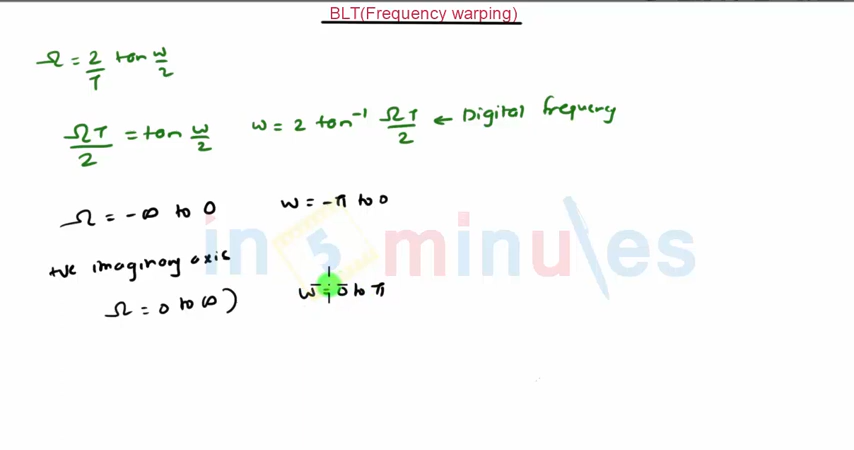 BLT(Frequency warping)
Ω = 2/T tan w/2
ΩT/2 = tan w/2 w = 2 tan⁻¹ ΩT/2 ← Digital frequency
Ω = -∞ to 0 w = -π to 0
in 5 minutes
+ve imaginary axis
Ω = 0 to ∞) w = 0 to π